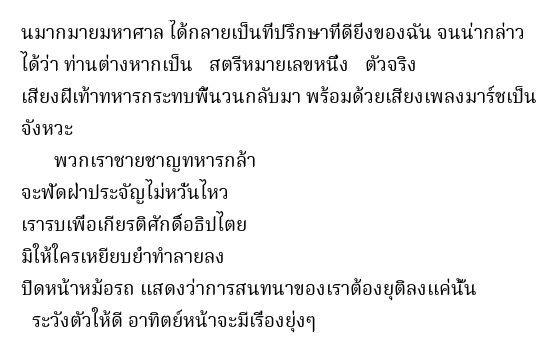 นมากมายมหาศาล ได้กลายเป็นที่ปรึกษาที่ดียิ่งของฉัน จนน่ากล่าว
ได้ว่า ท่านต่างหากเป็น สตรีหมายเลขหนึ่ง ตัวจริง
เสียงฝีเท้าทหารกระทบพื้นวนกลับมา พร้อมด้วยเสียงเพลงมาร์ชเป็น
จังหวะ
พวกเราชายชาญทหารกล้า
จะฟัดฝ่าประจัญไม่หวั่นไหว
เรารบเพื่อเกียรติศักดิ์อธิปไตย
มิให้ใครเหยียบย่ำทำลายลง
ปิดหน้าหม้อรถ แสดงว่าการสนทนาของเราต้องยุติลงแค่นั้น
ระวังตัวให้ดี อาทิตย์หน้าจะมีเรื่องยุ่งๆ